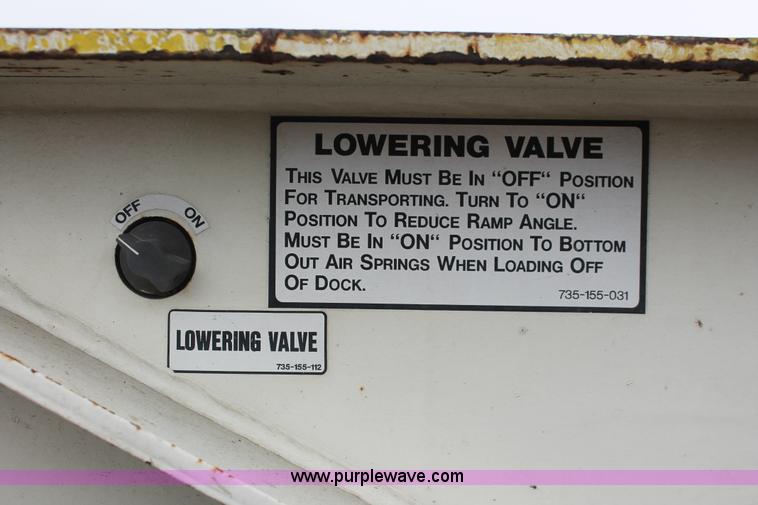 LOWERING VALVE
THIS VALVE MUST BE IN "OFF" POSITION
FOR TRANSPORTING. TURN TO "ON"
POSITION TO REDUCE RAMP ANGLE.
MUST BE IN "ON" POSITION TO BOTTOM
OUT AIR SPRINGS WHEN LOADING OFF
OF DOCK.
735-155-031
OFF ON
LOWERING VALVE
735-155-112
www.purplewave.com